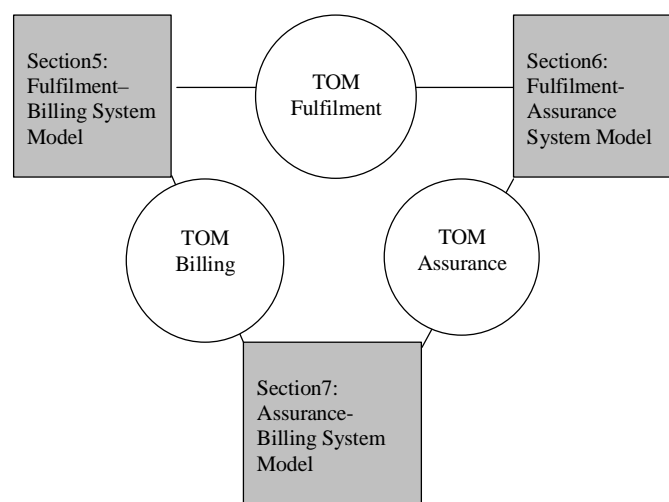 Section5:
Fulfilment–
Billing System
Model
TOM
Fulfilment
Section6:
Fulfilment-
Assurance
System Model
TOM
Billing
TOM
Assurance
Section7:
Assurance-
Billing System
Model